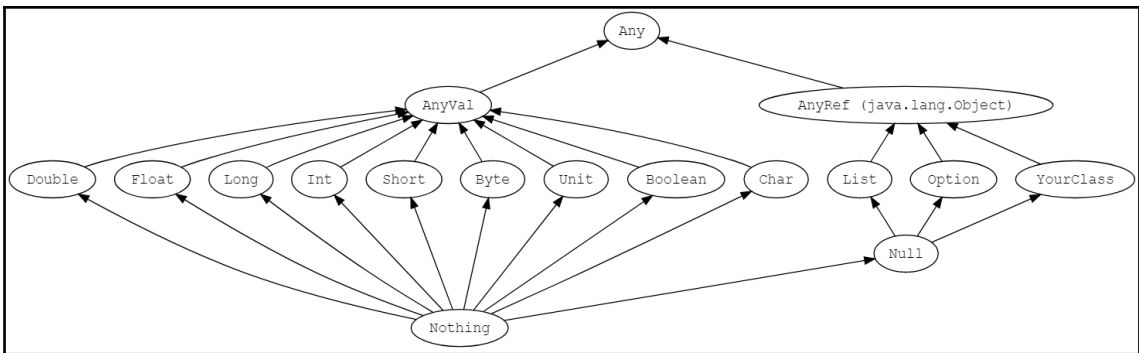 Any
AnyVal
AnyRef (java.lang.Object)
Double
Float
Long
Int
Short
Byte
Unit
Boolean
Char
List
Option
YourClass
Null
Nothing